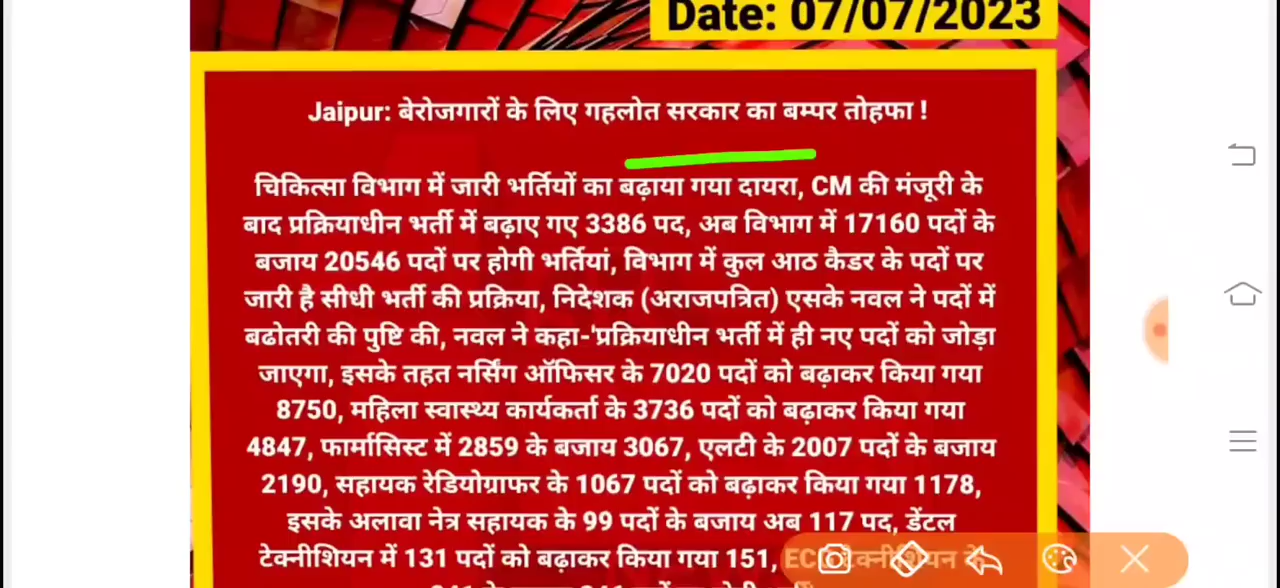 Date: 07/07/2023
Jaipur: बेरोजगारों के लिए गहलोत सरकार का बम्पर तोहफा !
चिकित्सा विभाग में जारी भर्तियों का बढ़ाया गया दायरा, CM की मंजूरी के
बाद प्रक्रियाधीन भर्ती में बढ़ाए गए 3386 पद, अब विभाग में 17160 पदों के
बजाय 20546 पदों पर होगी भर्तियां, विभाग में कुल आठ कैडर के पदों पर
जारी है सीधी भर्ती की प्रक्रिया, निदेशक (अराजपत्रित) एसके नवल ने पदों में
बढोतरी की पुष्टि की, नवल ने कहा-'प्रक्रियाधीन भर्ती में ही नए पदों को जोड़ा
जाएगा, इसके तहत नर्सिंग ऑफिसर के 7020 पदों को बढ़ाकर किया गया
8750, महिला स्वास्थ्य कार्यकर्ता के 3736 पदों को बढ़ाकर किया गया
4847, फार्मासिस्ट में 2859 के बजाय 3067, एलटी के 2007 पदों के बजाय
2190, सहायक रेडियोग्राफर के 1067 पदों को बढ़ाकर किया गया 1178,
इसके अलावा नेत्र सहायक के 99 पदों के बजाय अब 117 पद, डेंटल
टेक्नीशियन में 131 पदों को बढ़ाकर किया गया 151,